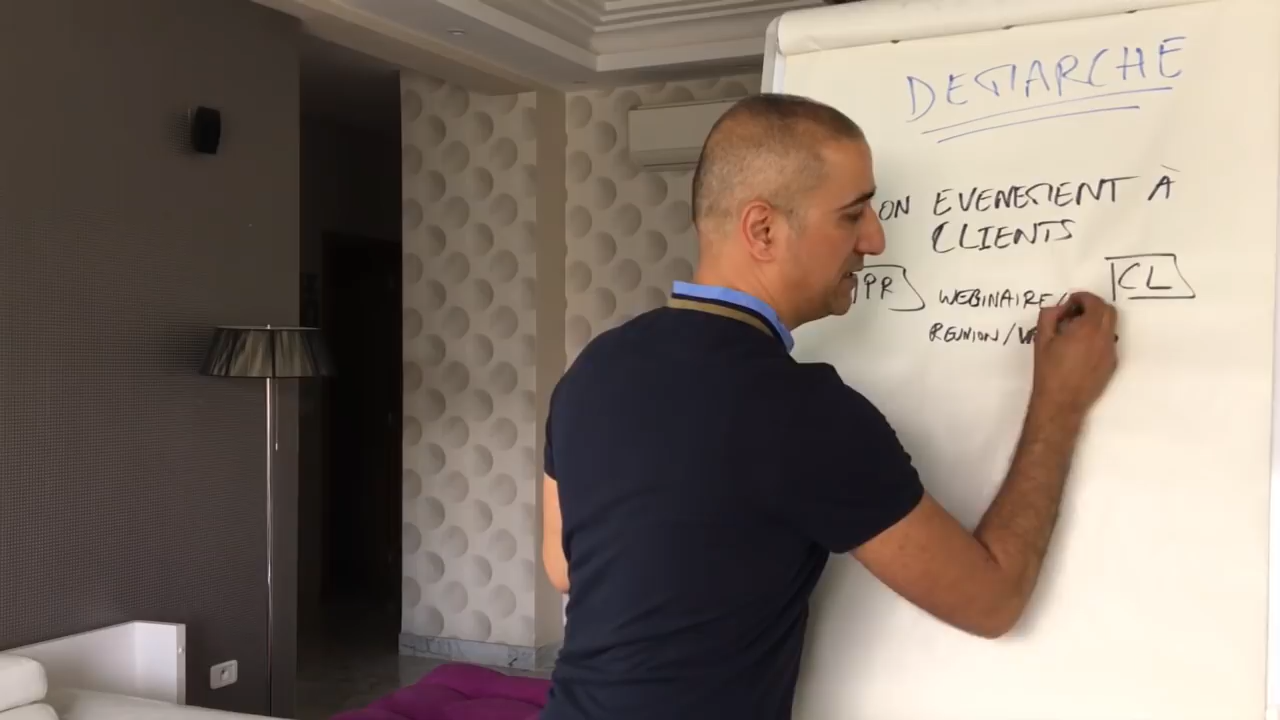 DEMARCHE
ON EVENEMENT À
CLIENTS
PR
CL
WEBINAIRE/
REUNION/